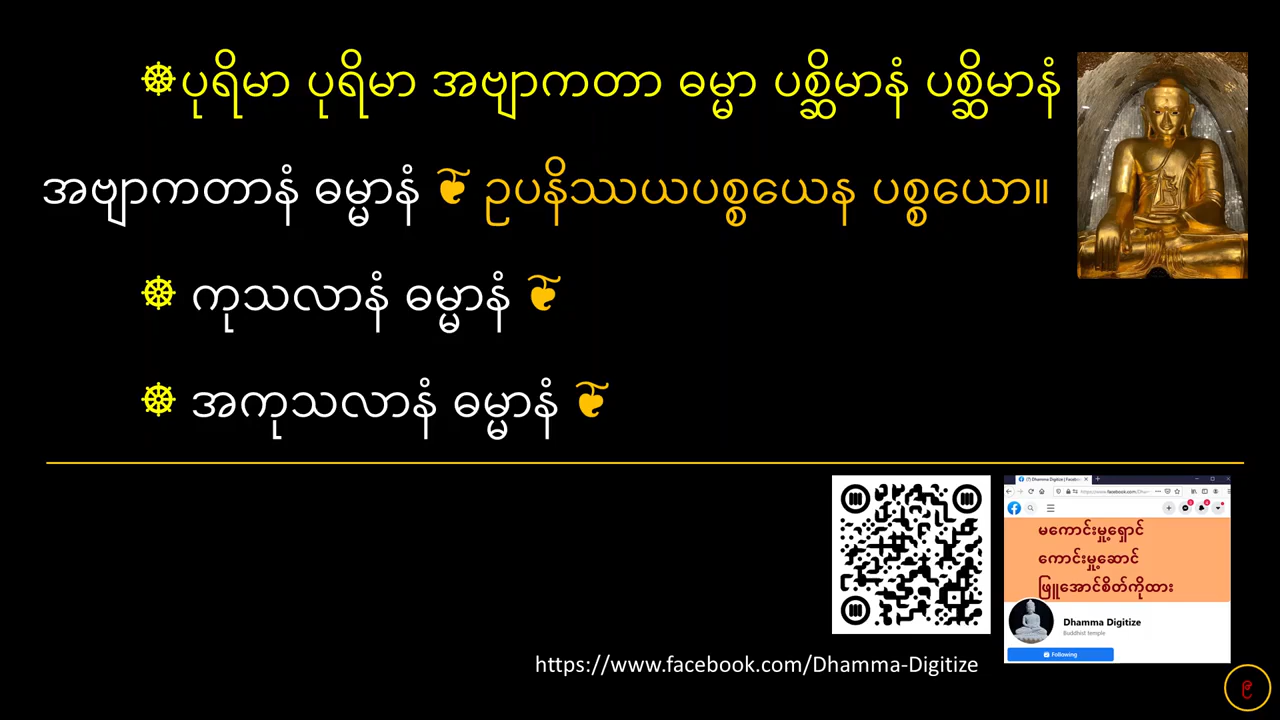 ပုရိမာ ပုရိမာ အဗျာကတာ ဓမ္မာ ပစ္ဆိမာနံ ပစ္ဆိမာနံ
အဗျာကတာနံ ဓမ္မာနံ ဥပနိဿယပစ္စယေန ပစ္စယော။
ကုသလာနံ ဓမ္မာနံ
အကုသလာနံ ဓမ္မာနံ
မကောင်းမှု့ရှောင်
ကောင်းမှု့ဆောင်
ဖြူအောင်စိတ်ကိုထား
Dhamma Digitize
Buddhist temple
Following
https://www.facebook.com/Dhamma-Digitize